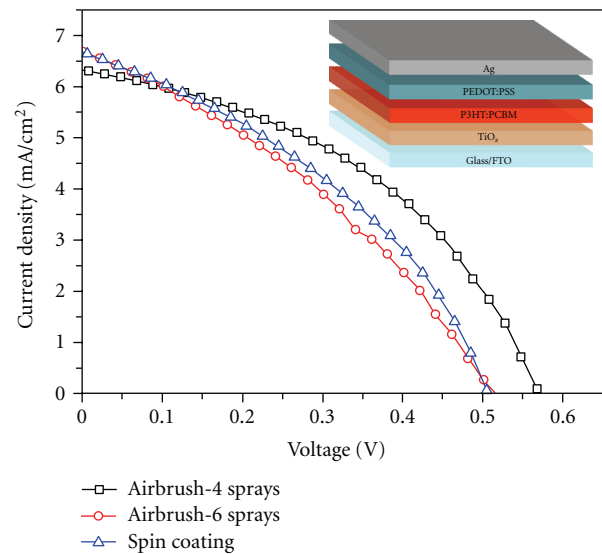 Current density (mA/cm²)
7
6
5
4
3
2
1
0
Ag
PEDOT:PSS
P3HT:PCBM
TiOₓ
Glass/FTO
0 0.1 0.2 0.3 0.4 0.5 0.6
Voltage (V)
Airbrush-4 sprays
Airbrush-6 sprays
Spin coating